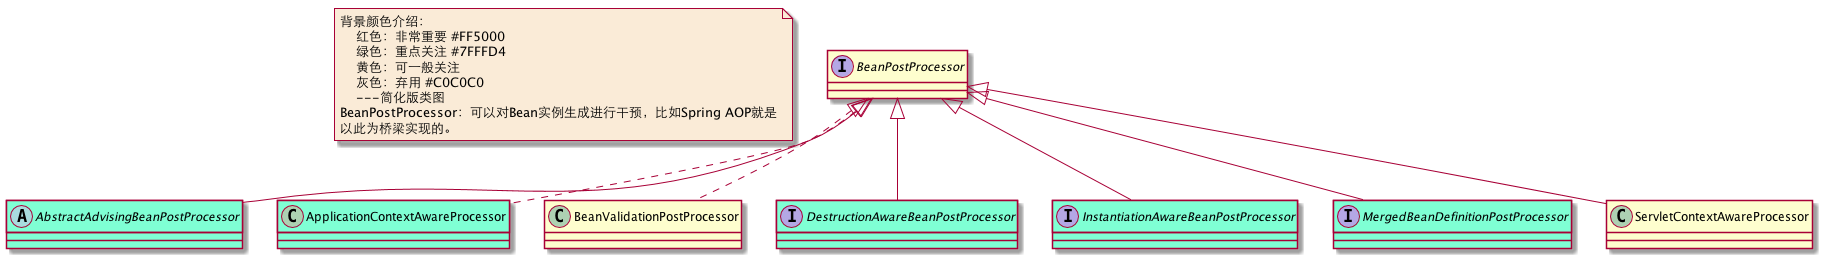 背景颜色介绍：
红色：非常重要 #FF5000
绿色：重点关注 #7FFFD4
黄色：可一般关注
灰色：弃用 #C0C0C0
---简化版类图
BeanPostProcessor：可以对Bean实例生成进行干预，比如Spring AOP就是
以此为桥梁实现的。
I BeanPostProcessor
A AbstractAdvisingBeanPostProcessor
C ApplicationContextAwareProcessor
C BeanValidationPostProcessor
I DestructionAwareBeanPostProcessor
I InstantiationAwareBeanPostProcessor
I MergedBeanDefinitionPostProcessor
C ServletContextAwareProcessor